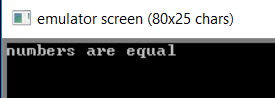 emulator screen (80x25 chars)
numbers are equal